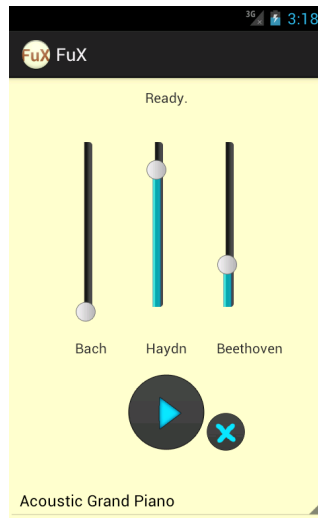 3G 3:18
FuX FuX
Ready.
Bach Haydn Beethoven
Acoustic Grand Piano